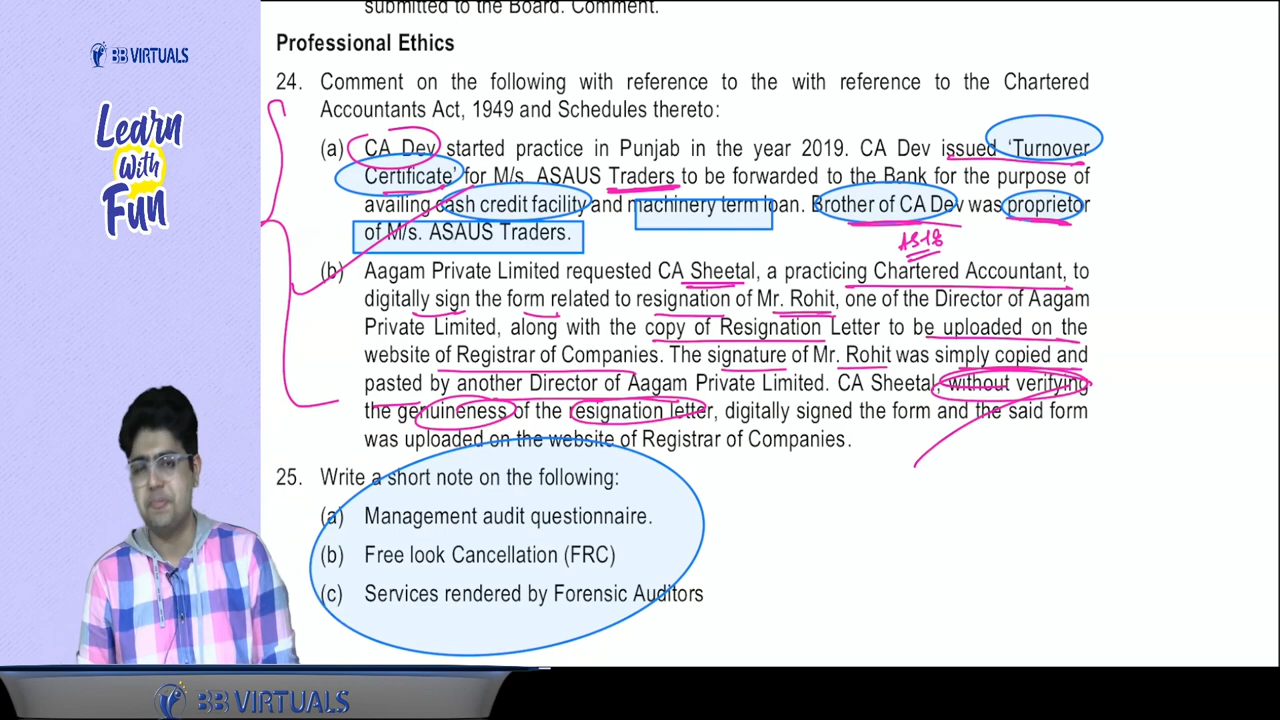 submitted to the Board. Comment.
BB VIRTUALS
Learn
With
Fun
Professional Ethics
24. Comment on the following with reference to the with reference to the Chartered
Accountants Act, 1949 and Schedules thereto:
(a) CA Dev started practice in Punjab in the year 2019. CA Dev issued ‘Turnover
Certificate’ for M/s. ASAUS Traders to be forwarded to the Bank for the purpose of
availing cash credit facility and machinery term loan. Brother of CA Dev was proprietor
of M/s. ASAUS Traders.
AS-18
(b) Aagam Private Limited requested CA Sheetal, a practicing Chartered Accountant, to
digitally sign the form related to resignation of Mr. Rohit, one of the Director of Aagam
Private Limited, along with the copy of Resignation Letter to be uploaded on the
website of Registrar of Companies. The signature of Mr. Rohit was simply copied and
pasted by another Director of Aagam Private Limited. CA Sheetal, without verifying
the genuineness of the resignation letter, digitally signed the form and the said form
was uploaded on the website of Registrar of Companies.
25. Write a short note on the following:
(a) Management audit questionnaire.
(b) Free look Cancellation (FRC)
(c) Services rendered by Forensic Auditors
BB VIRTUALS